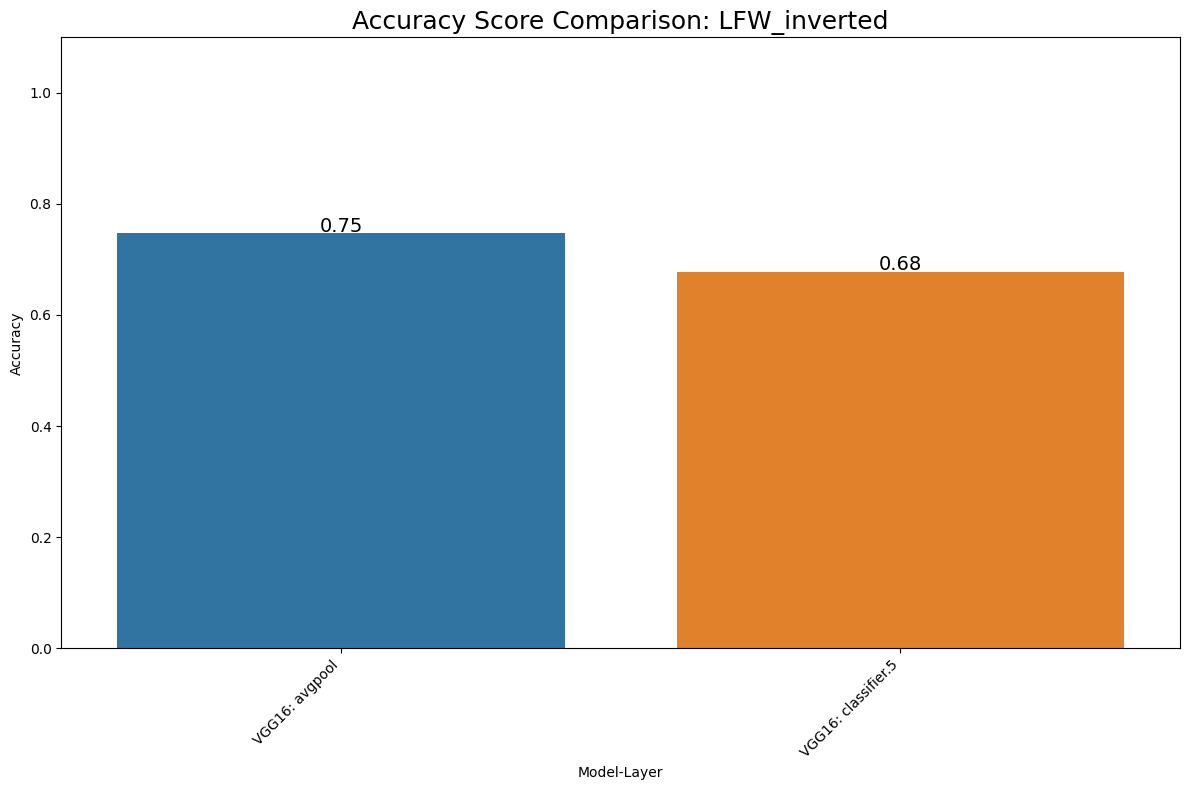 Accuracy Score Comparison: LFW_inverted
1.0
0.8
0.6
0.4
0.2
0.0
Accuracy
0.75
0.68
VGG16: avgpool
VGG16: classifier.5
Model-Layer